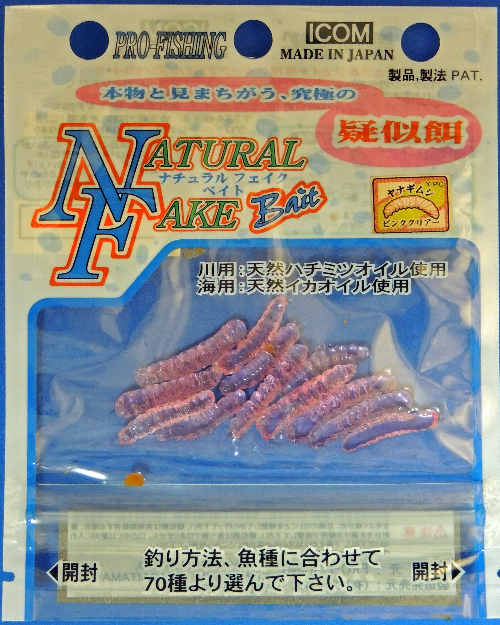 PRO-FISHING
ICOM
MADE IN JAPAN
製品,製法 PAT.
本物と見まちがう、究極の
疑似餌
NATURAL
ナチュラル フェイク
ベイト
FAKE Bait
ヤナギムシ
ピンククリアー
川用:天然ハチミツオイル使用
海用:天然イカオイル使用
釣り方法、魚種に合わせて
開封
70種より選んで下さい。
開封